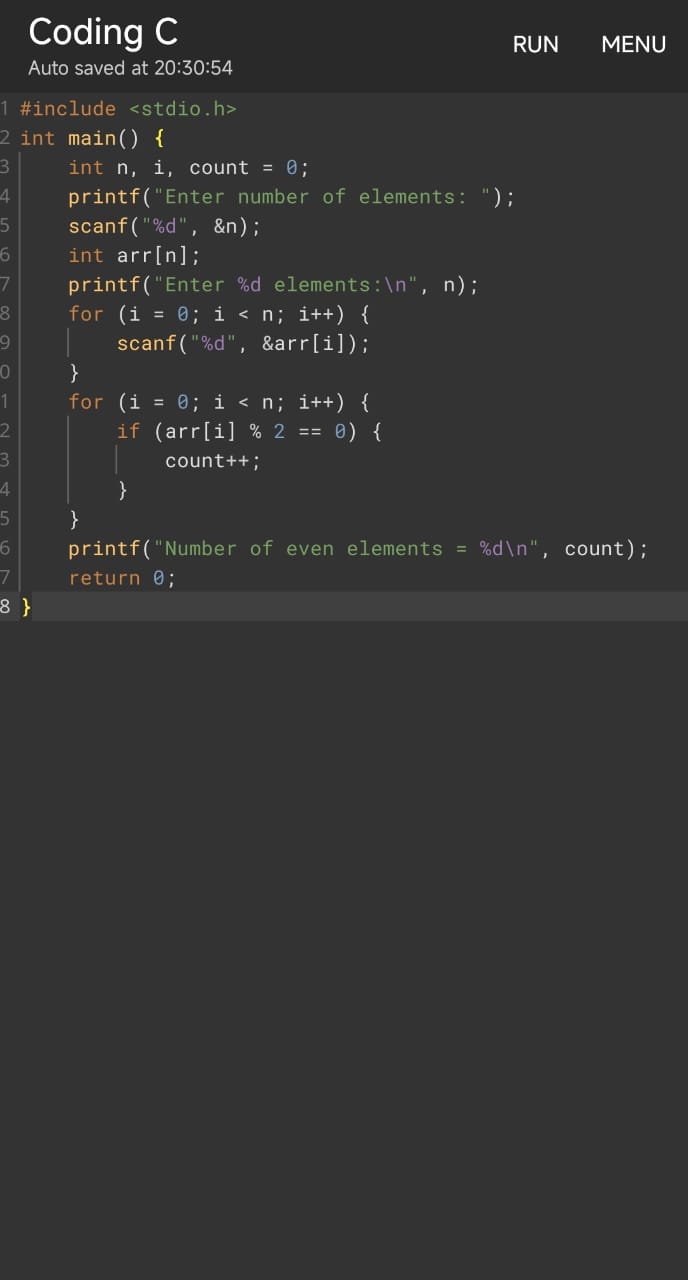 Coding C
RUN MENU
Auto saved at 20:30:54
1 #include <stdio.h>
2 int main() {
3     int n, i, count = 0;
4     printf("Enter number of elements: ");
5     scanf("%d", &n);
6     int arr[n];
7     printf("Enter %d elements:\n", n);
8     for (i = 0; i < n; i++) {
9         scanf("%d", &arr[i]);
0     }
1     for (i = 0; i < n; i++) {
2         if (arr[i] % 2 == 0) {
3             count++;
4         }
5     }
6     printf("Number of even elements = %d\n", count);
7     return 0;
8 }